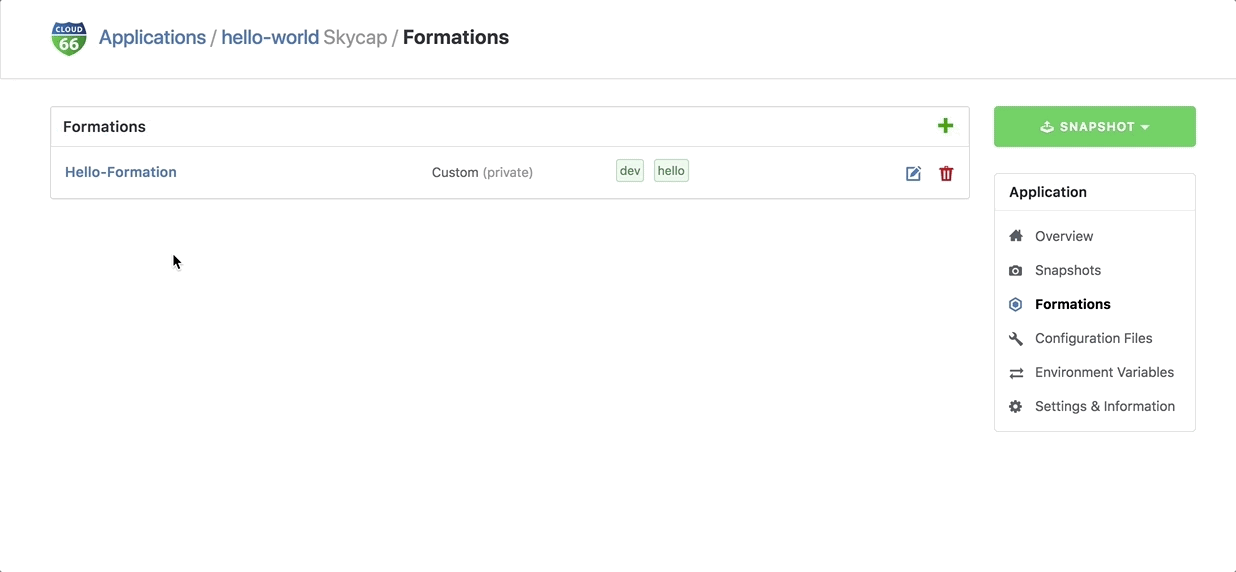 CLOUD
66
Applications / hello-world Skycap / Formations
Formations
Hello-Formation Custom (private) dev hello
SNAPSHOT
Application
Overview
Snapshots
Formations
Configuration Files
Environment Variables
Settings & Information